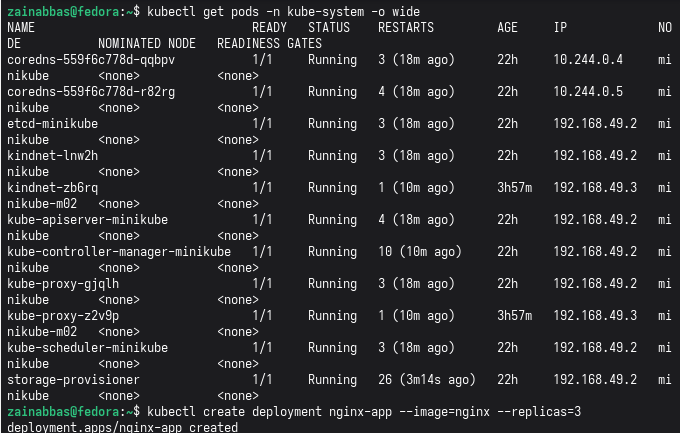 zainabbas@fedora:~$ kubectl get pods -n kube-system -o wide
NAME                               READY   STATUS    RESTARTS        AGE     IP             NO
DE          NOMINATED NODE   READINESS GATES
coredns-559f6c778d-qqbpv           1/1     Running   3 (18m ago)     22h     10.244.0.4     mi
nikube      <none>           <none>
coredns-559f6c778d-r82rg           1/1     Running   4 (18m ago)     22h     10.244.0.5     mi
nikube      <none>           <none>
etcd-minikube                      1/1     Running   3 (18m ago)     22h     192.168.49.2   mi
nikube      <none>           <none>
kindnet-lnw2h                      1/1     Running   3 (18m ago)     22h     192.168.49.2   mi
nikube      <none>           <none>
kindnet-zb6rq                      1/1     Running   1 (10m ago)     3h57m   192.168.49.3   mi
nikube-m02   <none>           <none>
kube-apiserver-minikube            1/1     Running   4 (18m ago)     22h     192.168.49.2   mi
nikube      <none>           <none>
kube-controller-manager-minikube   1/1     Running   10 (10m ago)    22h     192.168.49.2   mi
nikube      <none>           <none>
kube-proxy-gjqlh                   1/1     Running   3 (18m ago)     22h     192.168.49.2   mi
nikube      <none>           <none>
kube-proxy-z2v9p                   1/1     Running   1 (10m ago)     3h57m   192.168.49.3   mi
nikube-m02   <none>           <none>
kube-scheduler-minikube            1/1     Running   3 (18m ago)     22h     192.168.49.2   mi
nikube      <none>           <none>
storage-provisioner                1/1     Running   26 (3m14s ago)  22h     192.168.49.2   mi
nikube      <none>           <none>
zainabbas@fedora:~$ kubectl create deployment nginx-app --image=nginx --replicas=3
deployment.apps/nginx-app created